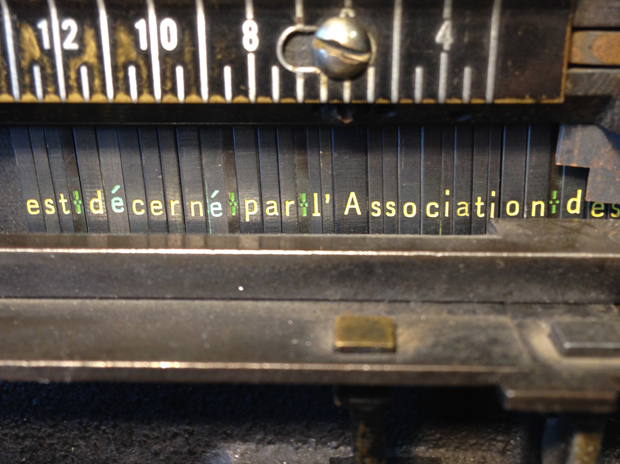 12 10 8 4
est décerné par l'Association des